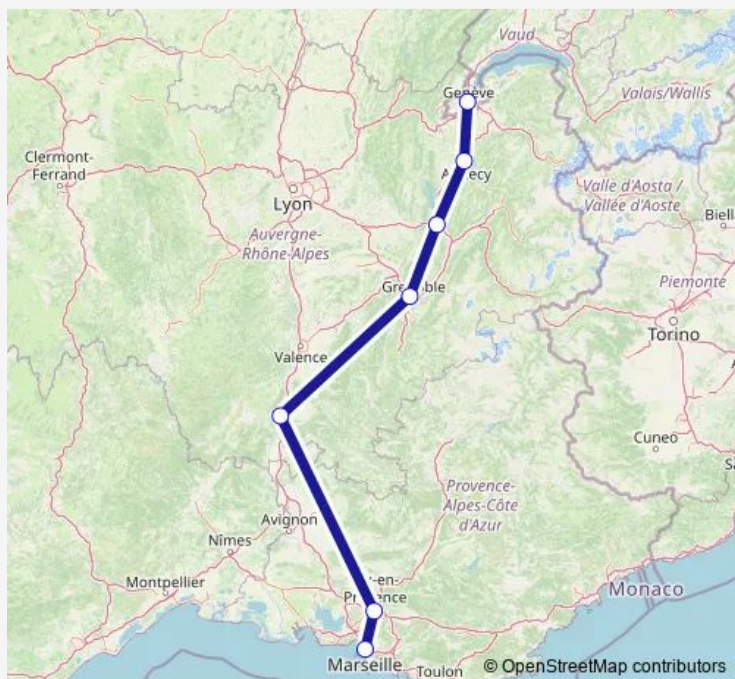 Vaud
Genève
Valais/Wallis
Clermont-
Ferrand
Lyon
Valle d'Aosta /
Vallée d'Aoste
Biella
Auvergne-
Rhône-Alpes
Piemonte
Torino
Valence
Cuneo
Provence-
Alpes-Côte
d'Azur
Avignon
Nîmes
Montpellier
Monaco
Marseille
Toulon
© OpenStreetMap contributors